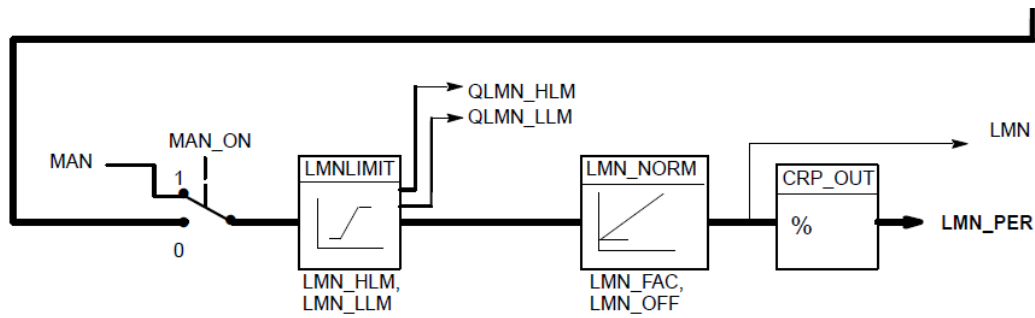 QLMN_HLM
QLMN_LLM
LMN
MAN_ON
MAN
LMNLIMIT
LMN_NORM
CRP_OUT
1
0
%
LMN_PER
LMN_HLM,
LMN_LLM
LMN_FAC,
LMN_OFF